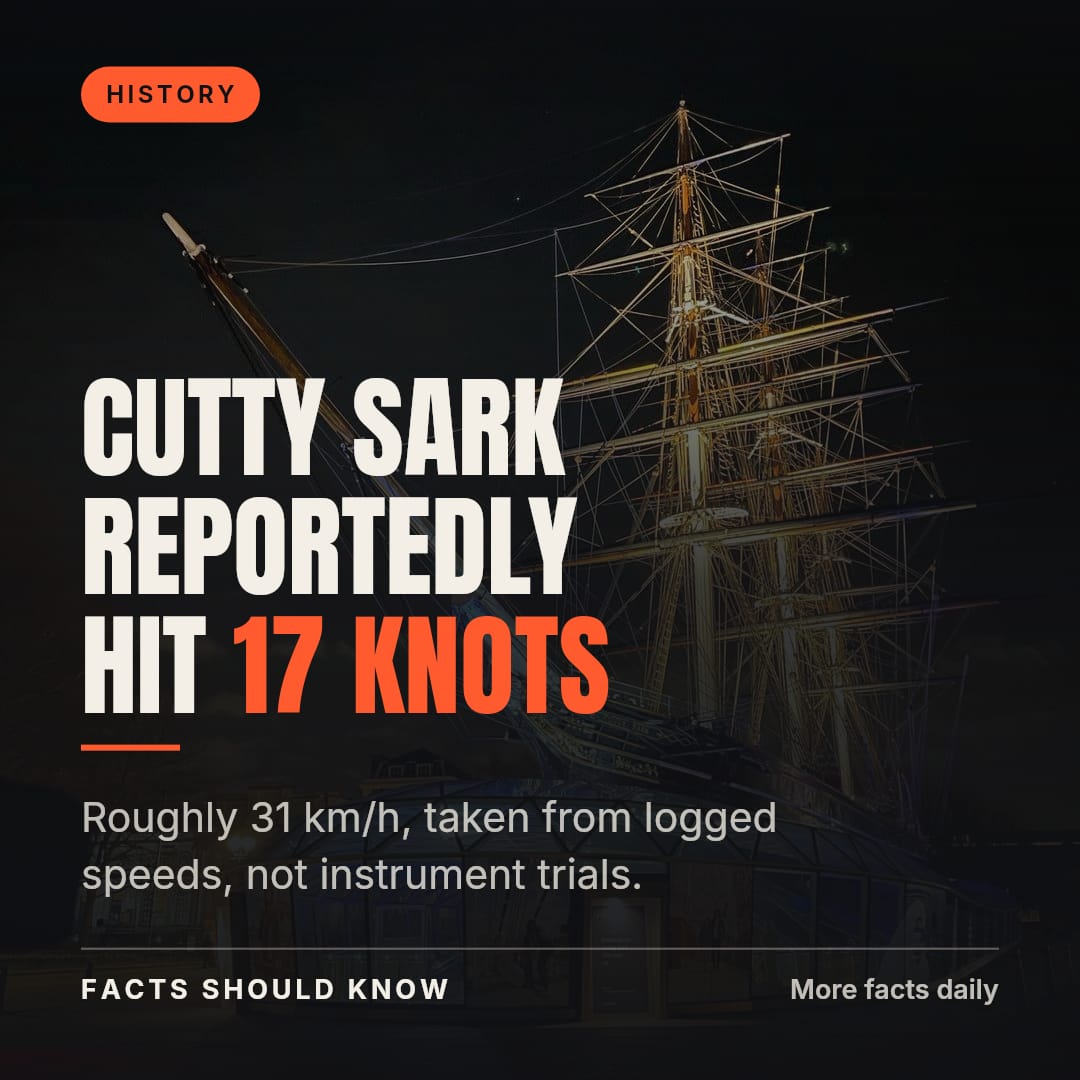 HISTORY
CUTTY SARK
REPORTEDLY
HIT 17 KNOTS
Roughly 31 km/h, taken from logged
speeds, not instrument trials.
FACTS SHOULD KNOW
More facts daily